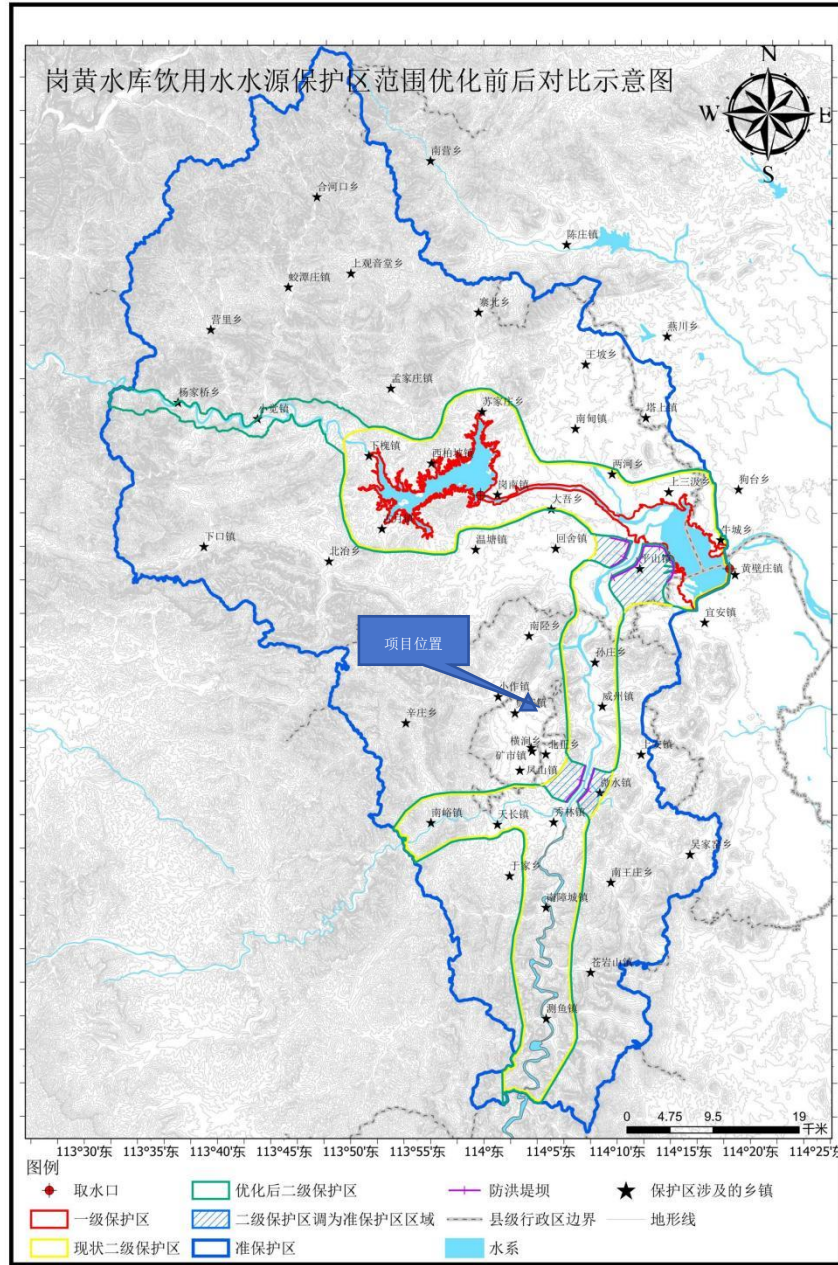 岗黄水库饮用水水源保护区范围优化前后对比示意图
N
W
E
S
南营乡
合河口乡
陈庄镇
上观音堂乡
蛟潭庄镇
寨北乡
营里乡
燕川乡
王坡乡
孟家庄镇
杨家桥乡
小觉镇
苏家庄乡
塔上镇
南甸镇
下槐镇
西柏坡镇
两河乡
岗南镇
上三汲乡
狗台乡
大吾乡
牛城乡
下口镇
北冶乡
温塘镇
回舍镇
平山镇
黄壁庄镇
宜安镇
南陉乡
项目位置
孙庄乡
小作镇
威州镇
辛庄乡
横涧乡
北正乡
矿市镇
凤山镇
南峪镇
天长镇
秀林镇
吴家窑乡
于家乡
南王庄乡
南障城镇
苍岩山镇
测鱼镇
0 4.75 9.5 19
千米
113°30'东 113°35'东 113°40'东 113°45'东 113°50'东 113°55'东 114°0'东 114°5'东 114°10'东 114°15'东 114°20'东 114°25'东
图例
取水口 优化后二级保护区 防洪堤坝 保护区涉及的乡镇
一级保护区 二级保护区调为准保护区区域 县级行政区边界 地形线
现状二级保护区 准保护区 水系